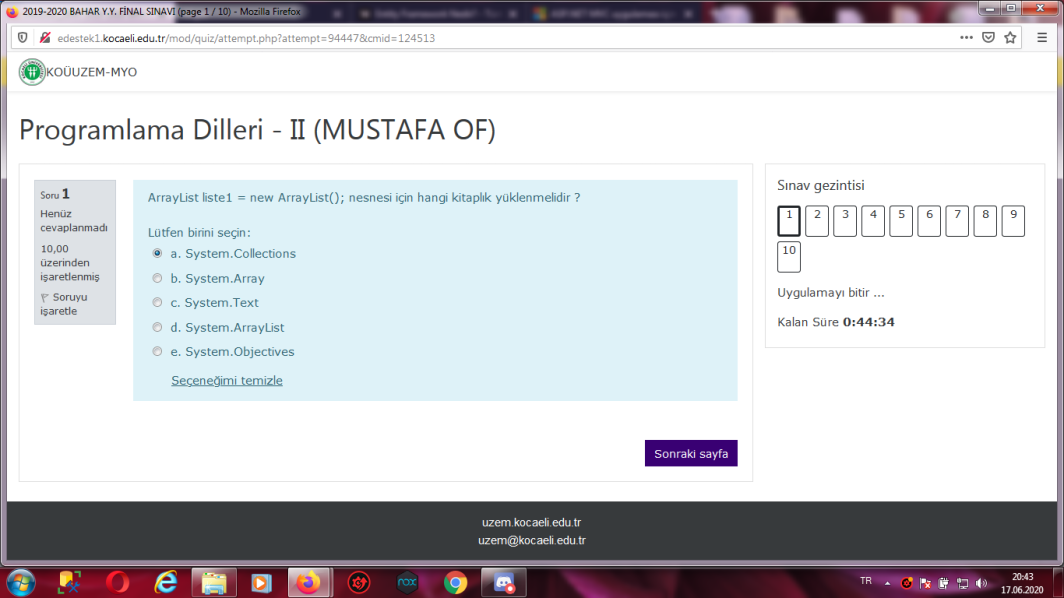 2019-2020 BAHAR Y.Y. FİNAL SINAVI (page 1 / 10) - Mozilla Firefox
edestek1.kocaeli.edu.tr/mod/quiz/attempt.php?attempt=94447&cmid=124513
KOÜUZEM-MYO
Programlama Dilleri - II (MUSTAFA OF)
Soru 1
Henüz
cevaplanmadı
10,00
üzerinden
işaretlenmiş
Soruyu
işaretle
ArrayList liste1 = new ArrayList(); nesnesi için hangi kitaplık yüklenmelidir ?
Lütfen birini seçin:
a. System.Collections
b. System.Array
c. System.Text
d. System.ArrayList
e. System.Objectives
Seçeneğimi temizle
Sonraki sayfa
Sınav gezintisi
1 2 3 4 5 6 7 8 9
10
Uygulamayı bitir ...
Kalan Süre 0:44:34
uzem.kocaeli.edu.tr
uzem@kocaeli.edu.tr
nox
TR
20:43
17.06.2020